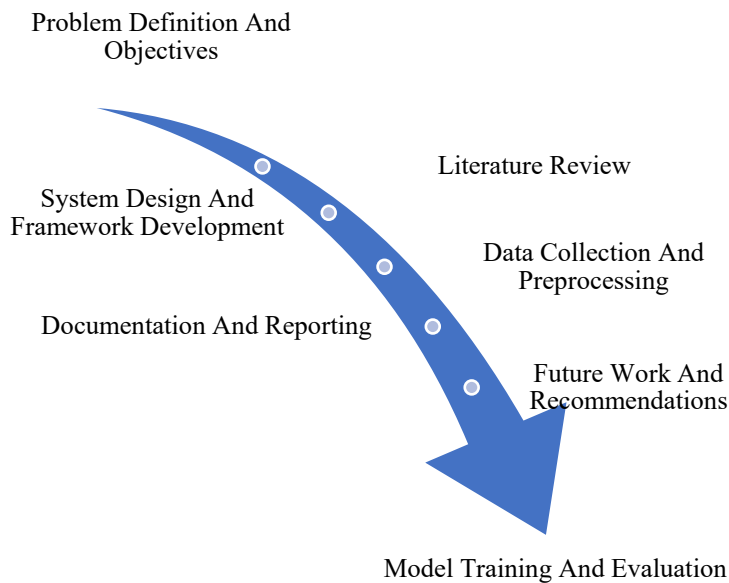 Problem Definition And
Objectives
Literature Review
System Design And
Framework Development
Data Collection And
Preprocessing
Documentation And Reporting
Future Work And
Recommendations
Model Training And Evaluation